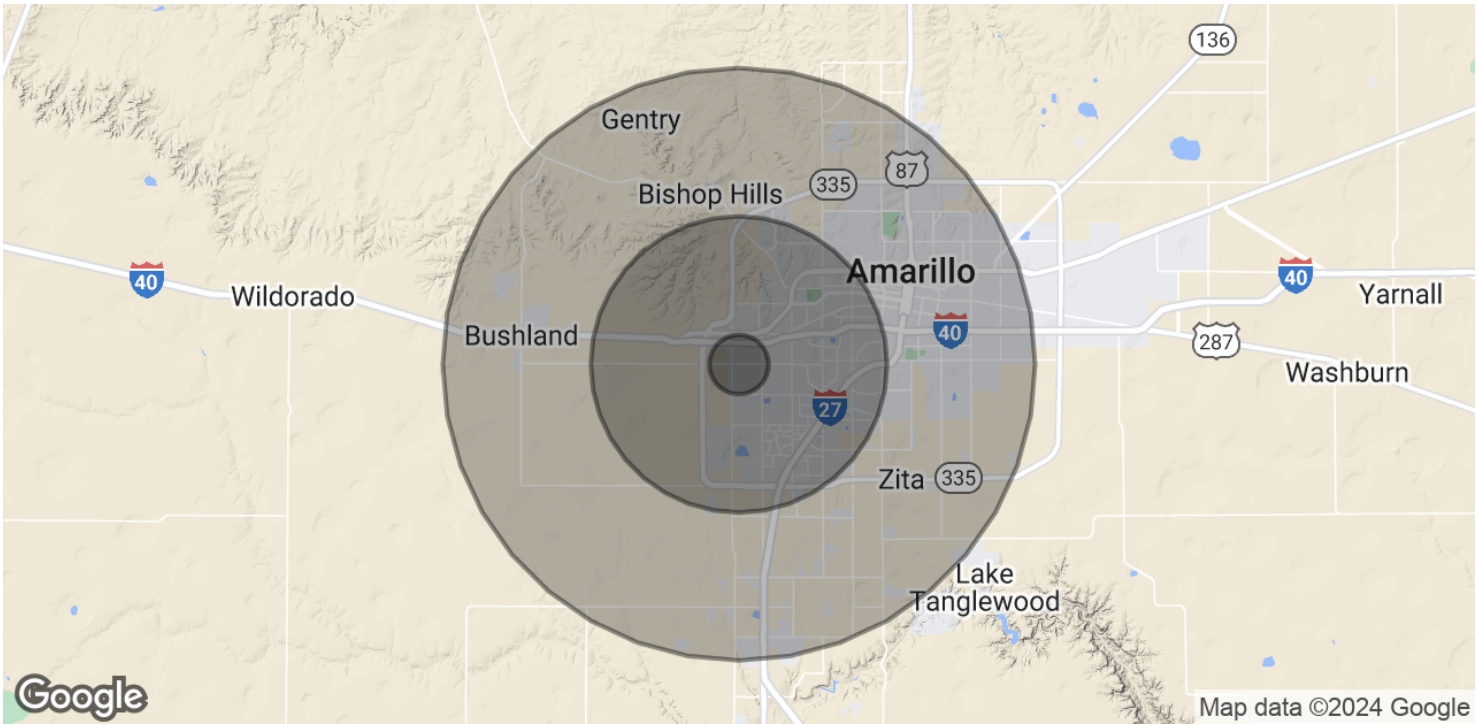 136
Gentry
87
Bishop Hills
335
Amarillo
40
Wildorado
40
Yarnall
Bushland
40
287
Washburn
27
Zita
335
Lake
Tanglewood
Google
Map data ©2024 Google